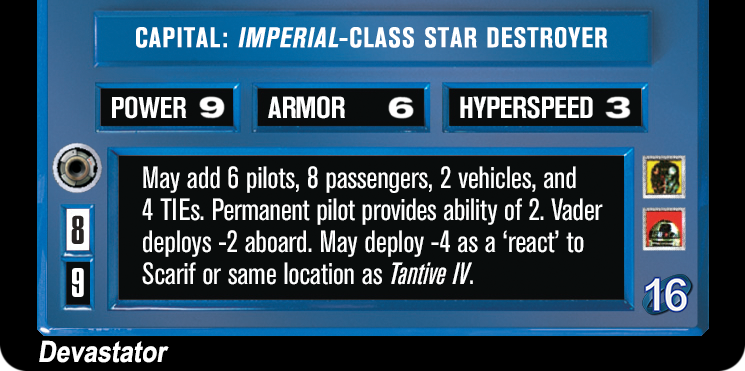 CAPITAL: IMPERIAL-CLASS STAR DESTROYER
POWER 9 ARMOR 6 HYPERSPEED 3
May add 6 pilots, 8 passengers, 2 vehicles, and
4 TIEs. Permanent pilot provides ability of 2. Vader
deploys -2 aboard. May deploy -4 as a ‘react’ to
Scarif or same location as Tantive IV.
8
9
16
Devastator